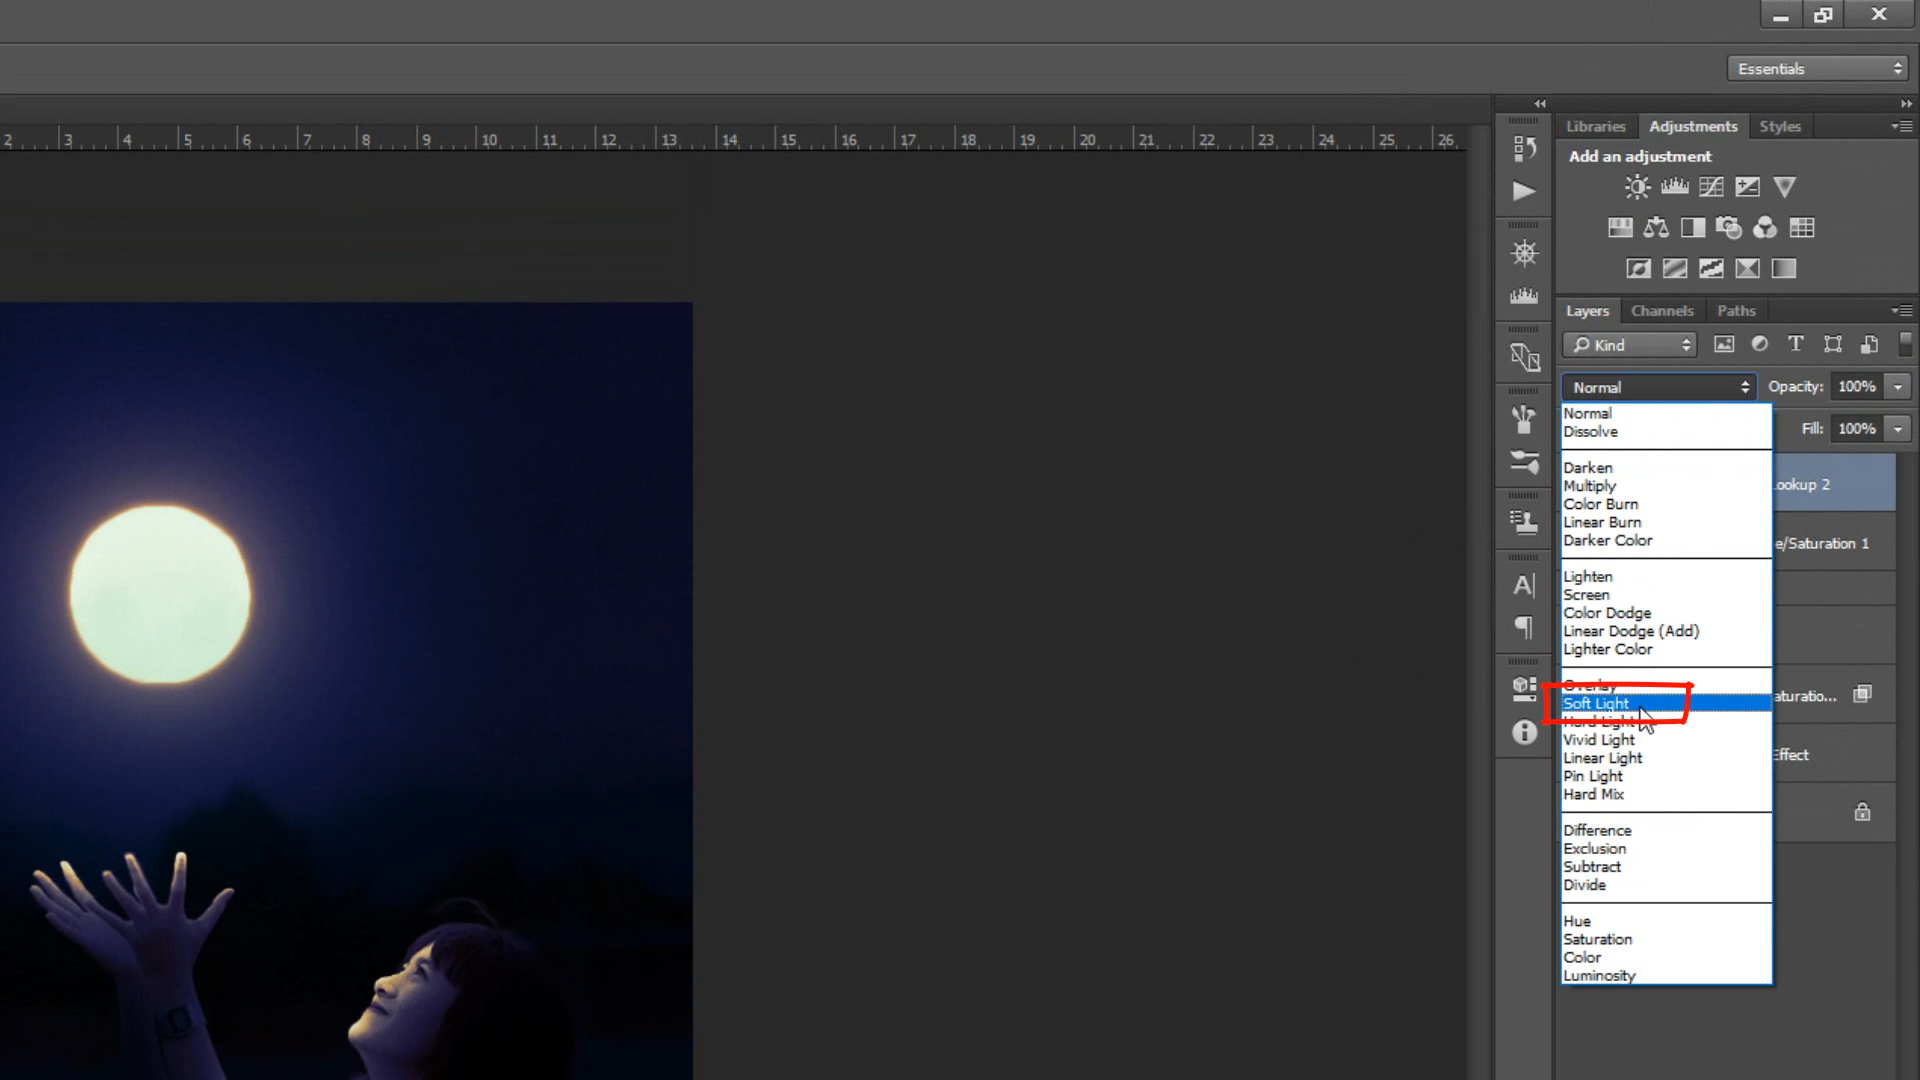 Essentials
2 3 4 5 6 7 8 9 10 11 12 13 14 15 16 17 18 19 20 21 22 23 24 25 26
Libraries Adjustments Styles
Add an adjustment
Layers Channels Paths
Kind
Normal Opacity: 100%
Fill: 100%
Normal
Dissolve
Darken
Multiply
Color Burn
Linear Burn
Darker Color
Lighten
Screen
Color Dodge
Linear Dodge (Add)
Lighter Color
Overlay
Soft Light
Hard Light
Vivid Light
Linear Light
Pin Light
Hard Mix
Difference
Exclusion
Subtract
Divide
Hue
Saturation
Color
Luminosity
ookup 2
e/Saturation 1
aturatio...
Effect